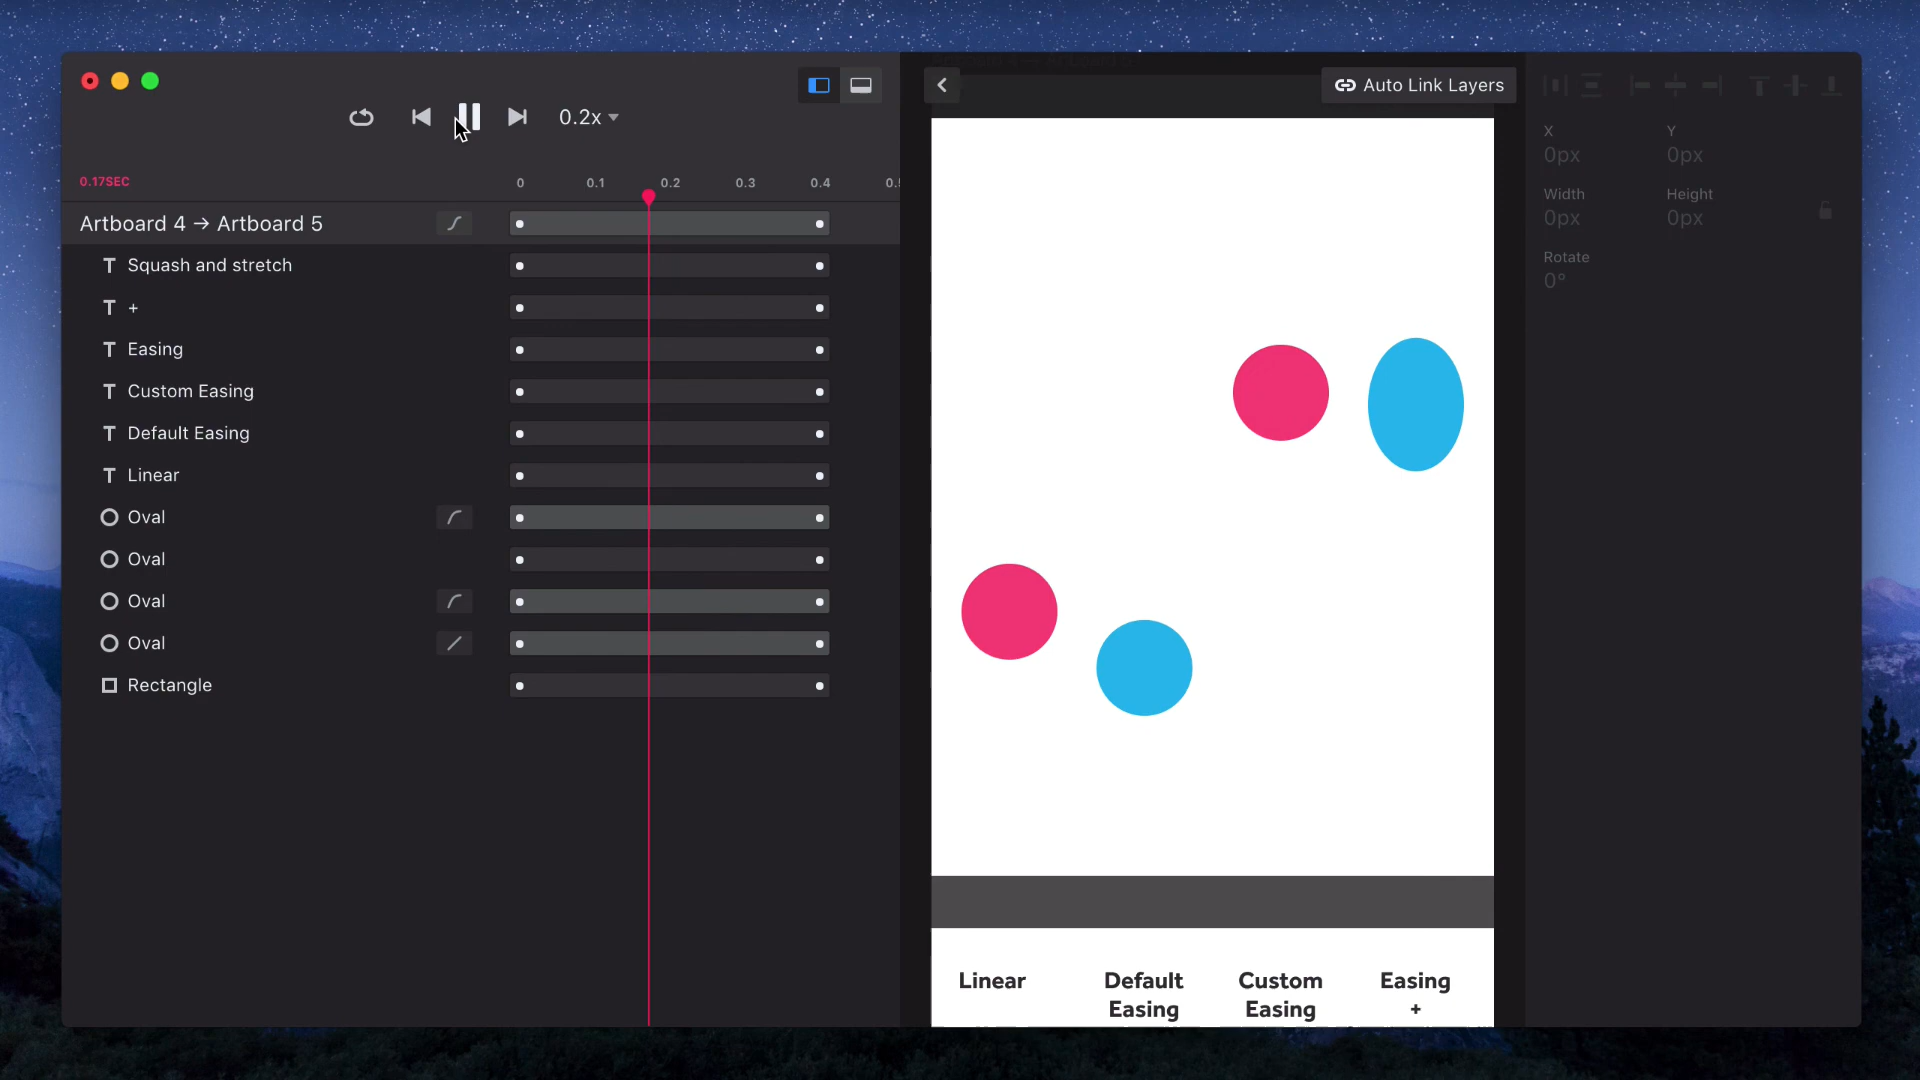 0.2x
Auto Link Layers
0.17SEC
0 0.1 0.2 0.3 0.4
Artboard 4 → Artboard 5
Squash and stretch
+
Easing
Custom Easing
Default Easing
Linear
Oval
Oval
Oval
Oval
Rectangle
Linear
Default
Easing
Custom
Easing
Easing
+
X Y
0px 0px
Width Height
0px 0px
Rotate
0°